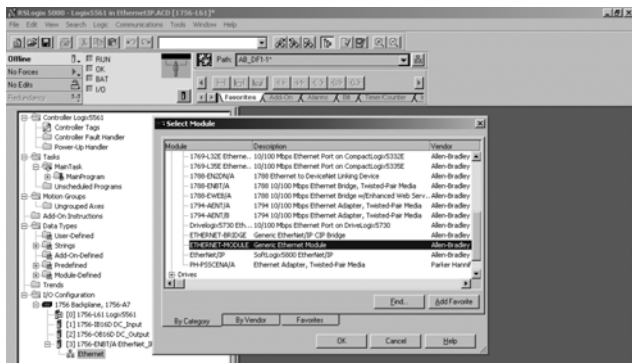 RSLogix 5000 - Logix5561 in EthernetIP.ACD [1756-L61]*
File Edit View Search Logic Communications Tools Window Help
Offline
RUN
Path: AB_DF1-1*
No Forces
OK
No Edits
BAT
Redundancy
I/O
Favorites Add-On Alarms Bit Timer/Counter
Controller Logix5561
Controller Tags
Controller Fault Handler
Power-Up Handler
Tasks
MainTask
MainProgram
Unscheduled Programs
Motion Groups
Ungrouped Axes
Add-On Instructions
Data Types
User-Defined
Strings
Add-On-Defined
Predefined
Module-Defined
Trends
I/O Configuration
1756 Backplane, 1756-A7
[0] 1756-L61 Logix5561
[1] 1756-IB16D DC_Input
[2] 1756-OB16D DC_Output
[3] 1756-ENBT/A EtherNet_I
Ethernet
Select Module
Module Description Vendor
1769-L32E Etherne... 10/100 Mbps Ethernet Port on CompactLogix5332E Allen-Bradley
1769-L35E Etherne... 10/100 Mbps Ethernet Port on CompactLogix5335E Allen-Bradley
1788-EN2DN/A 1788 Ethernet to DeviceNet Linking Device Allen-Bradley
1788-ENBT/A 1788 10/100 Mbps Ethernet Bridge, Twisted-Pair Media Allen-Bradley
1788-EWEB/A 1788 10/100 Mbps Ethernet Bridge w/Enhanced Web Serv... Allen-Bradley
1794-AENT/A 1794 10/100 Mbps Ethernet Adapter, Twisted-Pair Media Allen-Bradley
1794-AENT/B 1794 10/100 Mbps Ethernet Adapter, Twisted-Pair Media Allen-Bradley
Drivelogix5730 Eth... 10/100 Mbps Ethernet Port on DriveLogix5730 Allen-Bradley
ETHERNET-BRIDGE Generic EtherNet/IP CIP Bridge Allen-Bradley
ETHERNET-MODULE Generic Ethernet Module Allen-Bradley
EtherNet/IP SoftLogix5800 EtherNet/IP Allen-Bradley
PH-PSSCENA/A Ethernet Adapter, Twisted-Pair Media Parker Hannif
Drives
Find... Add Favorite
By Category By Vendor Favorites
OK Cancel Help